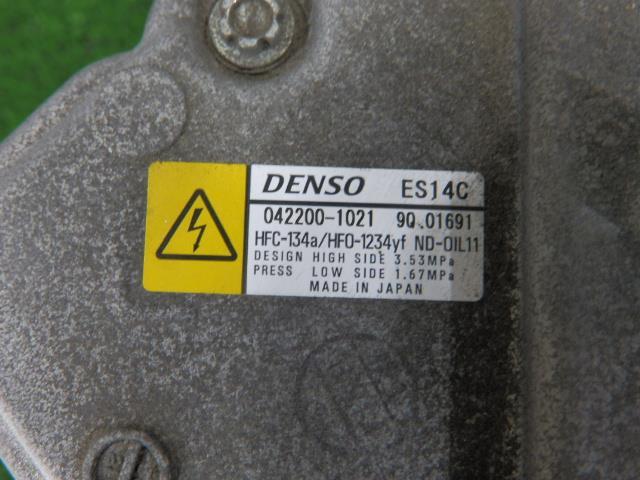 DENSO ES14C
042200-1021 9Q.01691
HFC-134a/HFO-1234yf ND-OIL11
DESIGN HIGH SIDE 3.53MPa
PRESS LOW SIDE 1.67MPa
MADE IN JAPAN